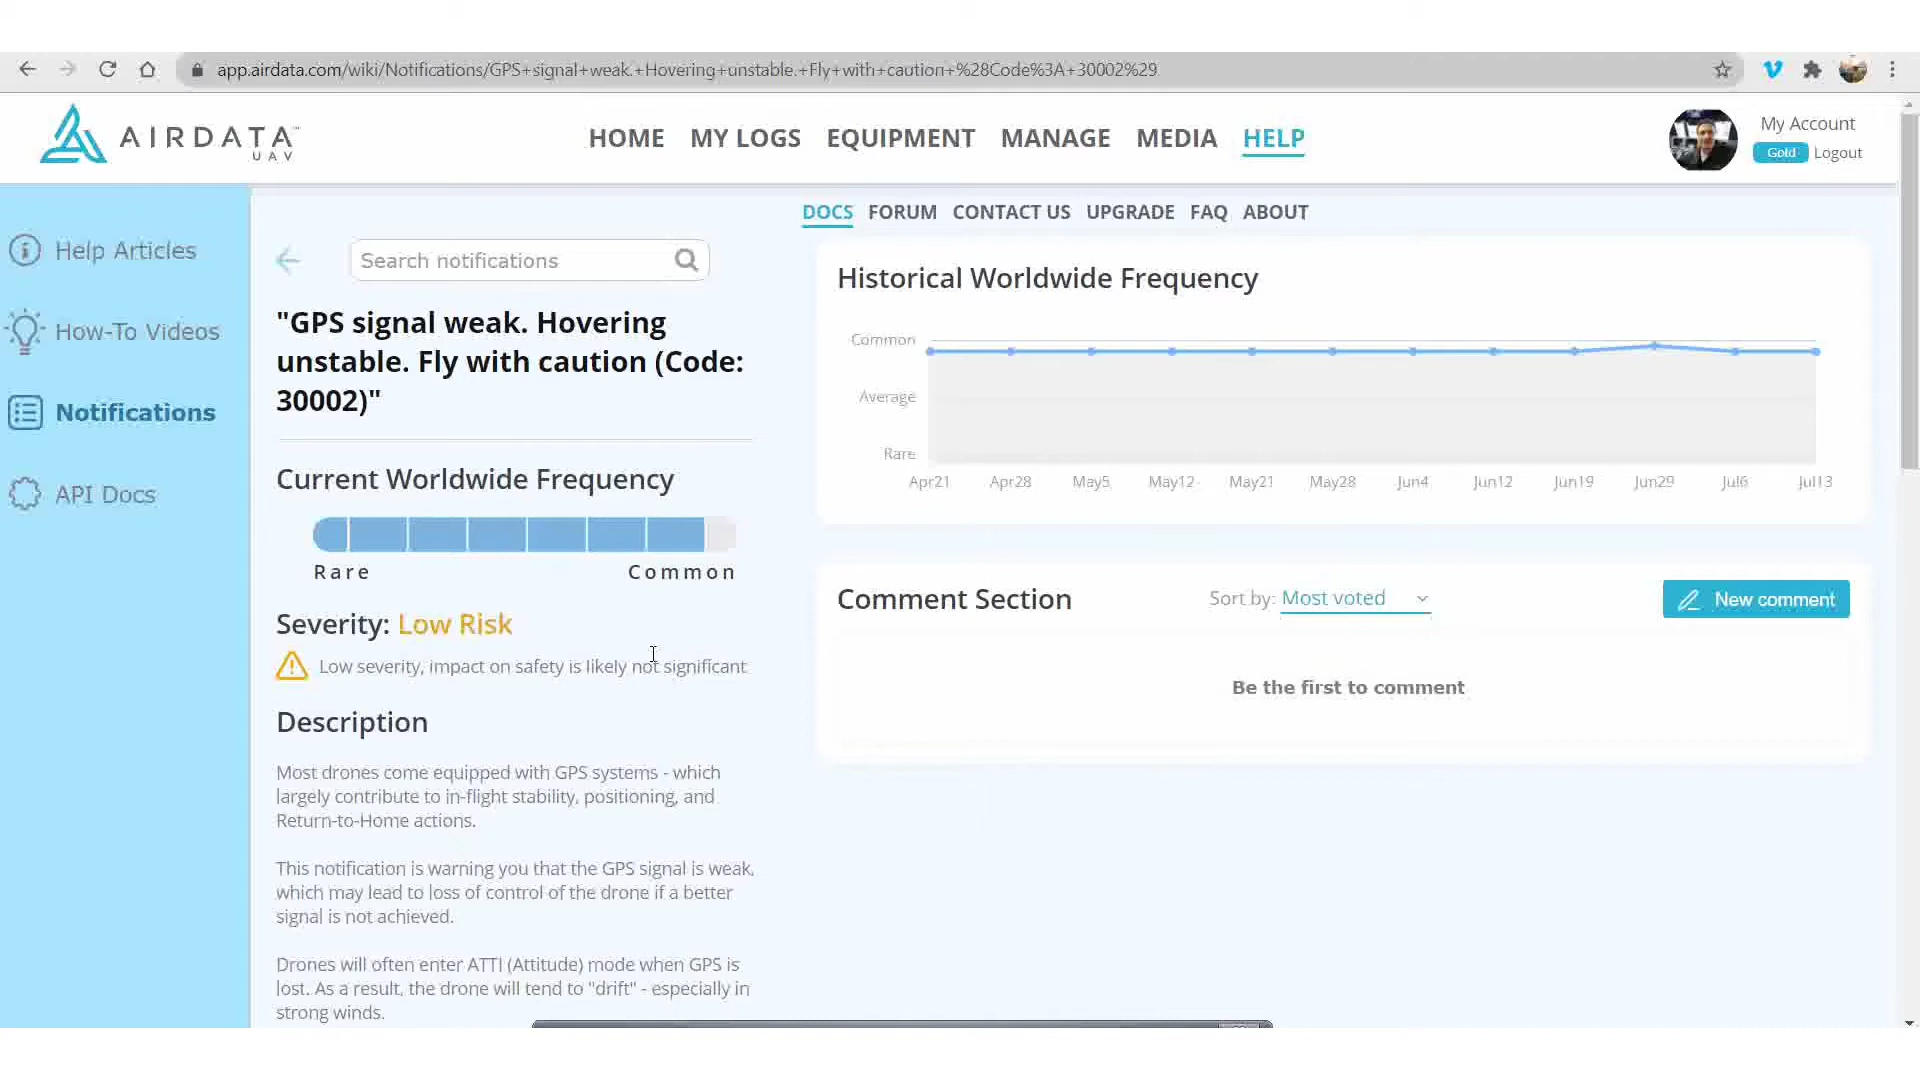 app.airdata.com/wiki/Notifications/GPS+signal+weak.+Hovering+unstable.+Fly+with+caution+%28Code%3A+30002%29
AIRDATA
UAV
HOME MY LOGS EQUIPMENT MANAGE MEDIA HELP
My Account
Gold Logout
DOCS FORUM CONTACT US UPGRADE FAQ ABOUT
Help Articles
How-To Videos
Notifications
API Docs
Search notifications
"GPS signal weak. Hovering
unstable. Fly with caution (Code:
30002)"
Current Worldwide Frequency
Rare Common
Severity: Low Risk
Low severity, impact on safety is likely not significant
Description
Most drones come equipped with GPS systems - which
largely contribute to in-flight stability, positioning, and
Return-to-Home actions.
This notification is warning you that the GPS signal is weak,
which may lead to loss of control of the drone if a better
signal is not achieved.
Drones will often enter ATTI (Attitude) mode when GPS is
lost. As a result, the drone will tend to "drift" - especially in
strong winds.
Historical Worldwide Frequency
Common
Average
Rare
Apr21 Apr28 May5 May12 May21 May28 Jun4 Jun12 Jun19 Jun29 Jul6 Jul13
Comment Section
Sort by: Most voted
New comment
Be the first to comment